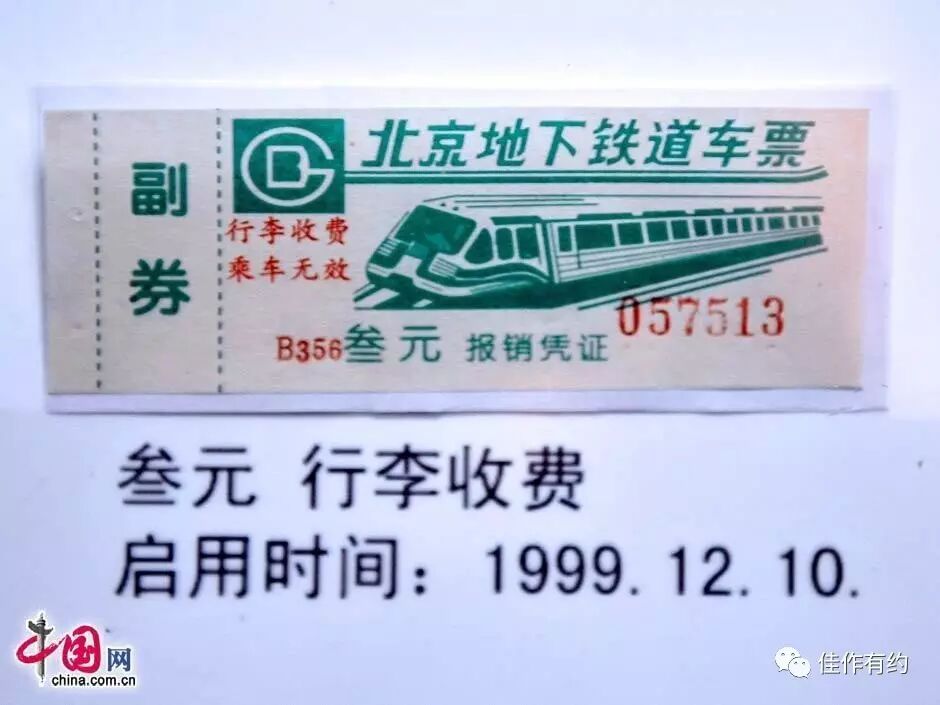 副券
北京地下铁道车票
行李收费
乘车无效
057513
B356叁元 报销凭证
叁元 行李收费
启用时间：1999.12.10.
中国网
china.com.cn
佳作有约